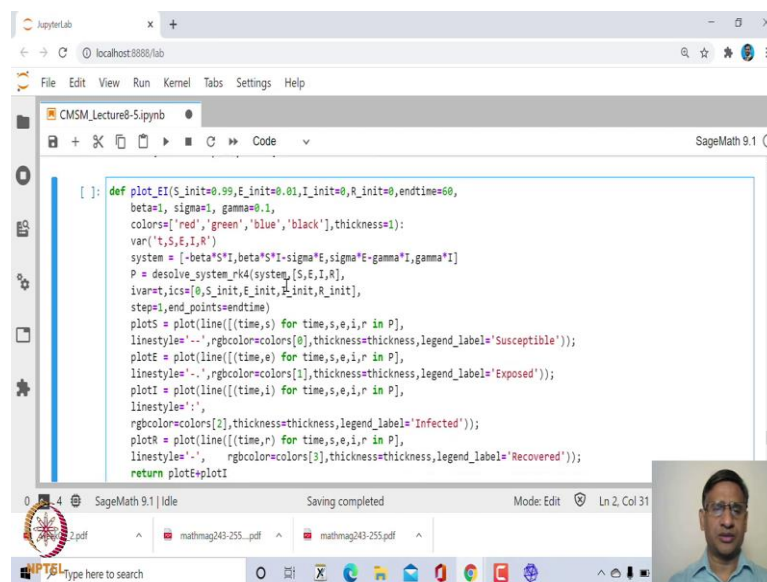 JupyterLab
localhost:8888/lab
File Edit View Run Kernel Tabs Settings Help
CMSM_Lecture8-5.ipynb
Code
SageMath 9.1
[ ]: def plot_EI(S_init=0.99,E_init=0.01,I_init=0,R_init=0,endtime=60,
beta=1, sigma=1, gamma=0.1,
colors=['red','green','blue','black'],thickness=1):
var('t,S,E,I,R')
system = [-beta*S*I,beta*S*I-sigma*E,sigma*E-gamma*I,gamma*I]
P = desolve_system_rk4(system,[S,E,I,R],
ivar=t,ics=[0,S_init,E_init,I_init,R_init],
step=1,end_points=endtime)
plotS = plot(line([(time,s) for time,s,e,i,r in P],
linestyle='--',rgbcolor=colors[0],thickness=thickness,legend_label='Susceptible'));
plotE = plot(line([(time,e) for time,s,e,i,r in P],
linestyle='-.',rgbcolor=colors[1],thickness=thickness,legend_label='Exposed'));
plotI = plot(line([(time,i) for time,s,e,i,r in P],
linestyle=':',
rgbcolor=colors[2],thickness=thickness,legend_label='Infected'));
plotR = plot(line([(time,r) for time,s,e,i,r in P],
linestyle='-', rgbcolor=colors[3],thickness=thickness,legend_label='Recovered'));
return plotE+plotI
0 4 SageMath 9.1 | Idle Saving completed Mode: Edit Ln 2, Col 31
2.pdf mathmag243-255....pdf mathmag243-255.pdf
NPTEL Type here to search